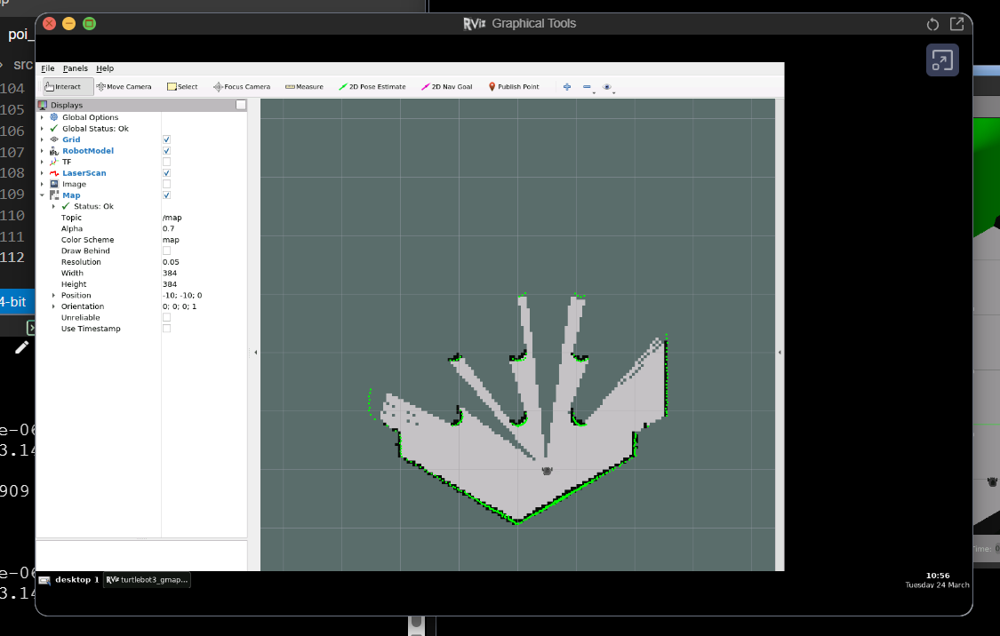 poi_
src
104
105
106
107
108
109
110
111
112
4-bit
e-06
3.14
909
e-06
3.14
RViz Graphical Tools
File Panels Help
Interact Move Camera Select Focus Camera Measure 2D Pose Estimate 2D Nav Goal Publish Point
Displays
Global Options
Global Status: Ok
Grid
RobotModel
TF
LaserScan
Image
Map
Status: Ok
Topic /map
Alpha 0.7
Color Scheme map
Draw Behind
Resolution 0.05
Width 384
Height 384
Position -10; -10; 0
Orientation 0; 0; 0; 1
Unreliable
Use Timestamp
desktop 1 RViz turtlebot3_gmap...
10:56
Tuesday 24 March
Time: